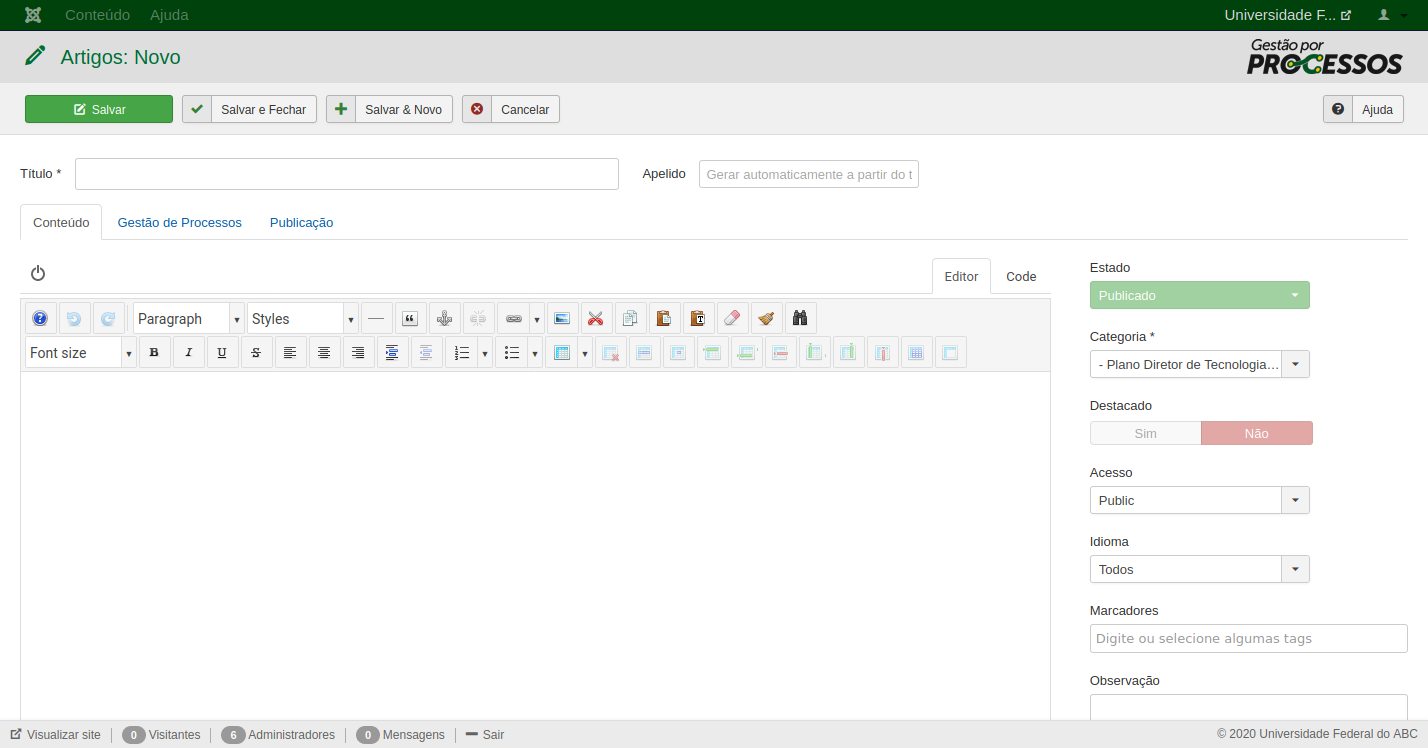 Conteúdo Ajuda Universidade F...
Artigos: Novo
Gestão por
PROCESSOS
Salvar Salvar e Fechar Salvar & Novo Cancelar Ajuda
Título * Apelido Gerar automaticamente a partir do t
Conteúdo Gestão de Processos Publicação
Editor Code
Paragraph Styles
Font size B I U S
Estado
Publicado
Categoria *
- Plano Diretor de Tecnologia...
Destacado
Sim Não
Acesso
Public
Idioma
Todos
Marcadores
Digite ou selecione algumas tags
Observação
Visualizar site 0 Visitantes 6 Administradores 0 Mensagens Sair © 2020 Universidade Federal do ABC